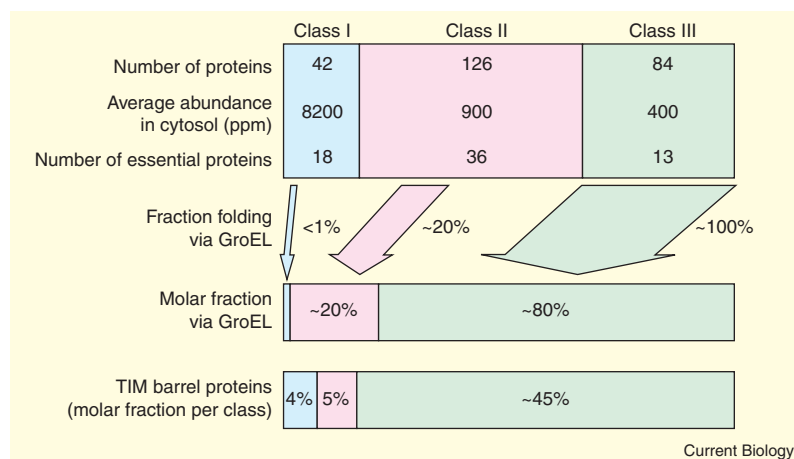 Class I Class II Class III
Number of proteins 42 126 84
Average abundance
in cytosol (ppm) 8200 900 400
Number of essential proteins 18 36 13
Fraction folding
via GroEL <1% ~20% ~100%
Molar fraction
via GroEL ~20% ~80%
TIM barrel proteins
(molar fraction per class) 4% 5% ~45%
Current Biology